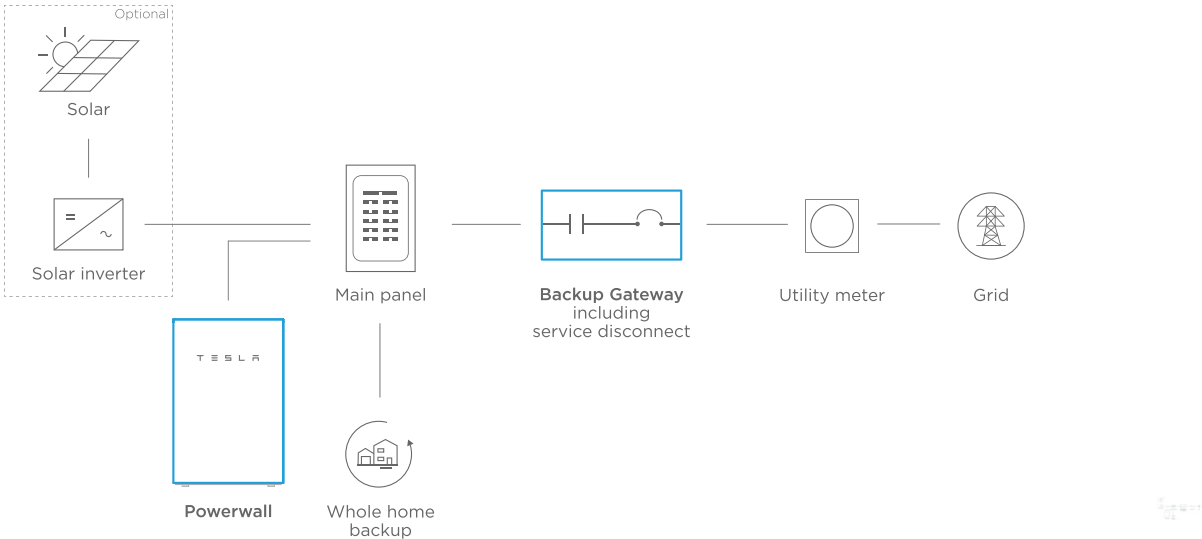 Optional
Solar
Solar inverter
Main panel
Backup Gateway
including
service disconnect
Utility meter
Grid
TESLA
Powerwall
Whole home
backup